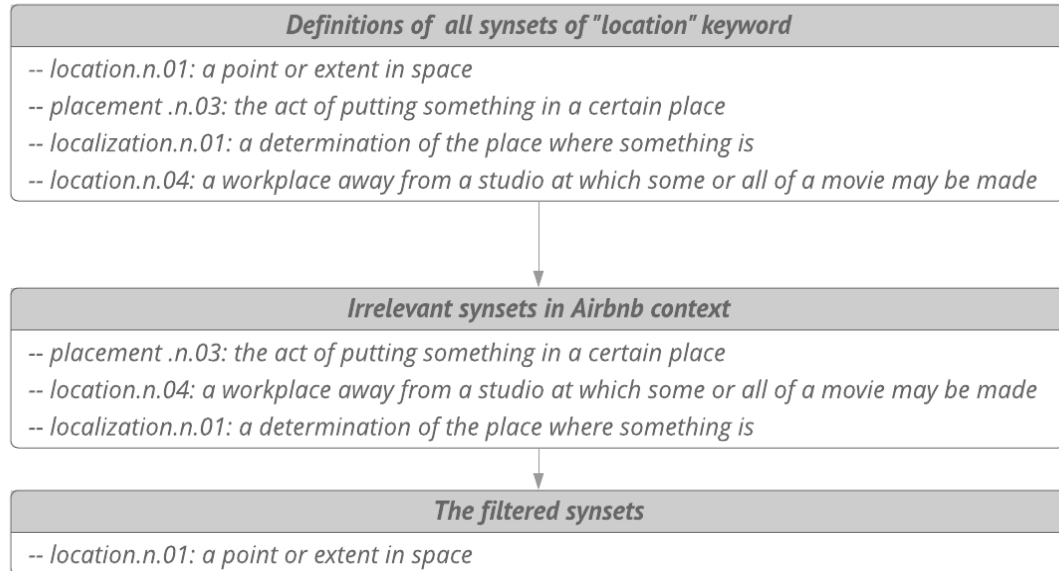 Definitions of all synsets of "location" keyword
-- location.n.01: a point or extent in space
-- placement .n.03: the act of putting something in a certain place
-- localization.n.01: a determination of the place where something is
-- location.n.04: a workplace away from a studio at which some or all of a movie may be made
Irrelevant synsets in Airbnb context
-- placement .n.03: the act of putting something in a certain place
-- location.n.04: a workplace away from a studio at which some or all of a movie may be made
-- localization.n.01: a determination of the place where something is
The filtered synsets
-- location.n.01: a point or extent in space